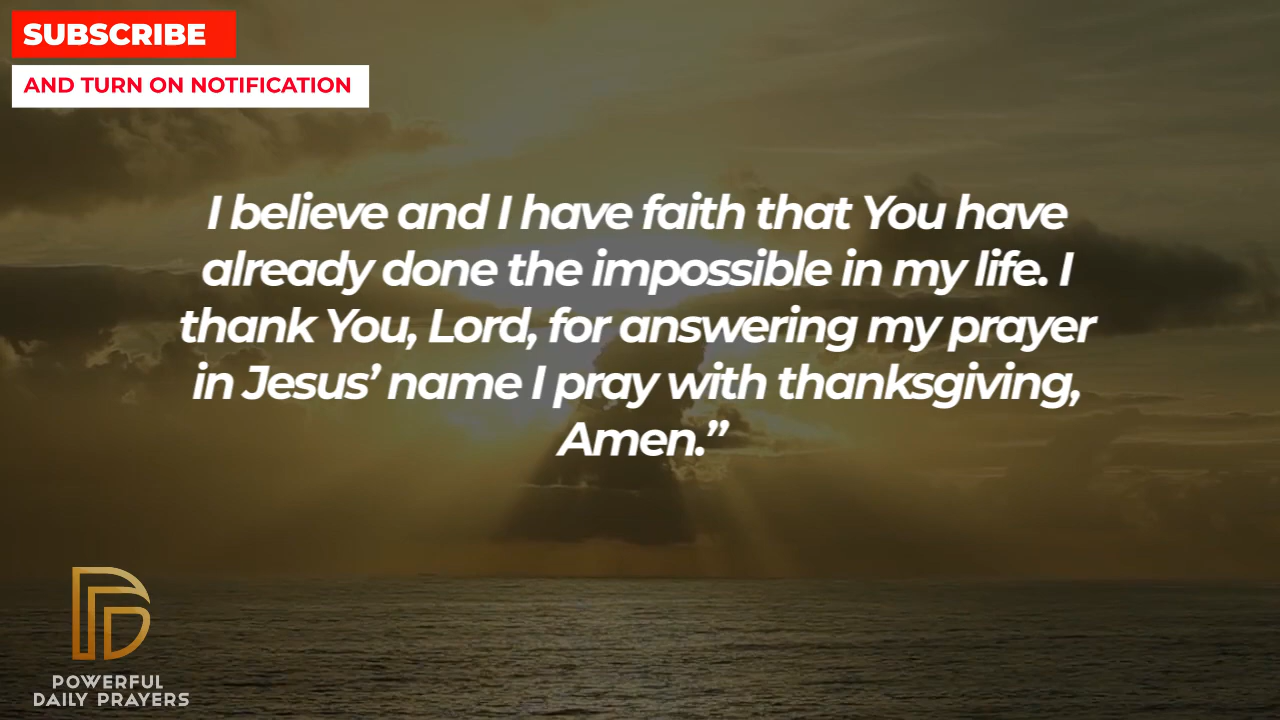 SUBSCRIBE
AND TURN ON NOTIFICATION
I believe and I have faith that You have
already done the impossible in my life. I
thank You, Lord, for answering my prayer
in Jesus’ name I pray with thanksgiving,
Amen.”
POWERFUL
DAILY PRAYERS